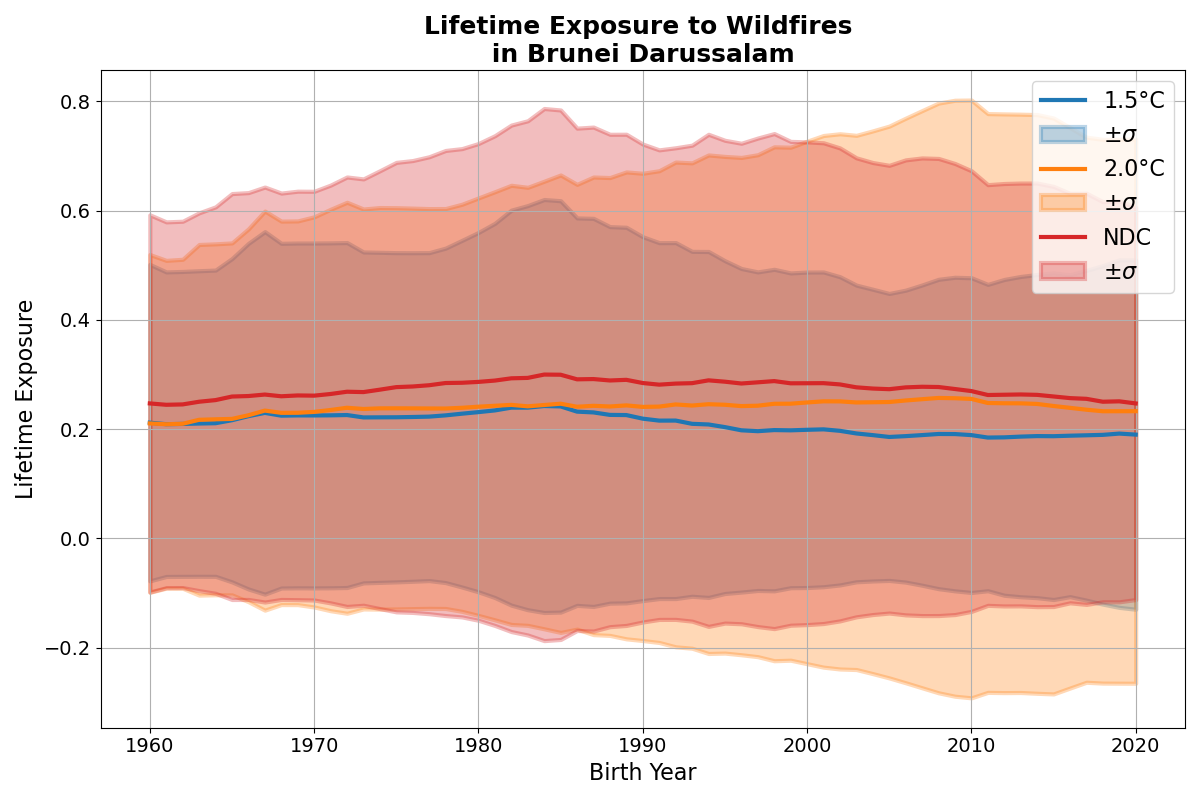 Lifetime Exposure to Wildfires
in Brunei Darussalam
Lifetime Exposure
0.8
0.6
0.4
0.2
0.0
−0.2
1.5°C
±σ
2.0°C
±σ
NDC
±σ
1960
1970
1980
1990
2000
2010
2020
Birth Year